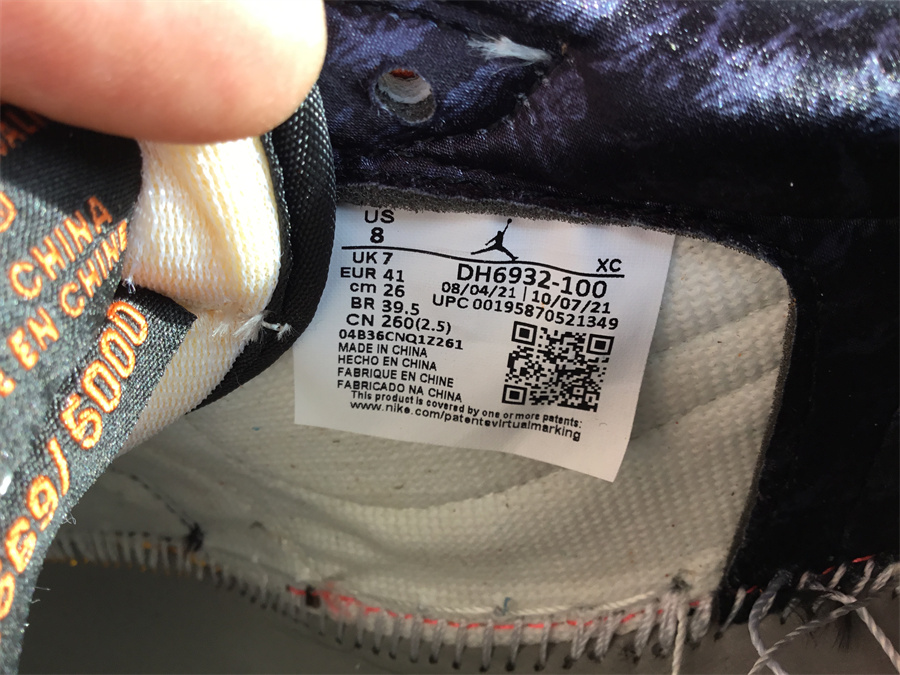 CHINA
EN CHINE
569/5000
US
8
XC
UK 7
DH6932-100
EUR 41
08/04/21 | 10/07/21
cm 26
UPC 00195870521349
BR 39.5
CN 260(2.5)
04B36CNQ1Z261
MADE IN CHINA
HECHO EN CHINA
FABRIQUE EN CHINE
FABRICADO NA CHINA
This product is covered by one or more patents:
www.nike.com/patentevirtualmarking